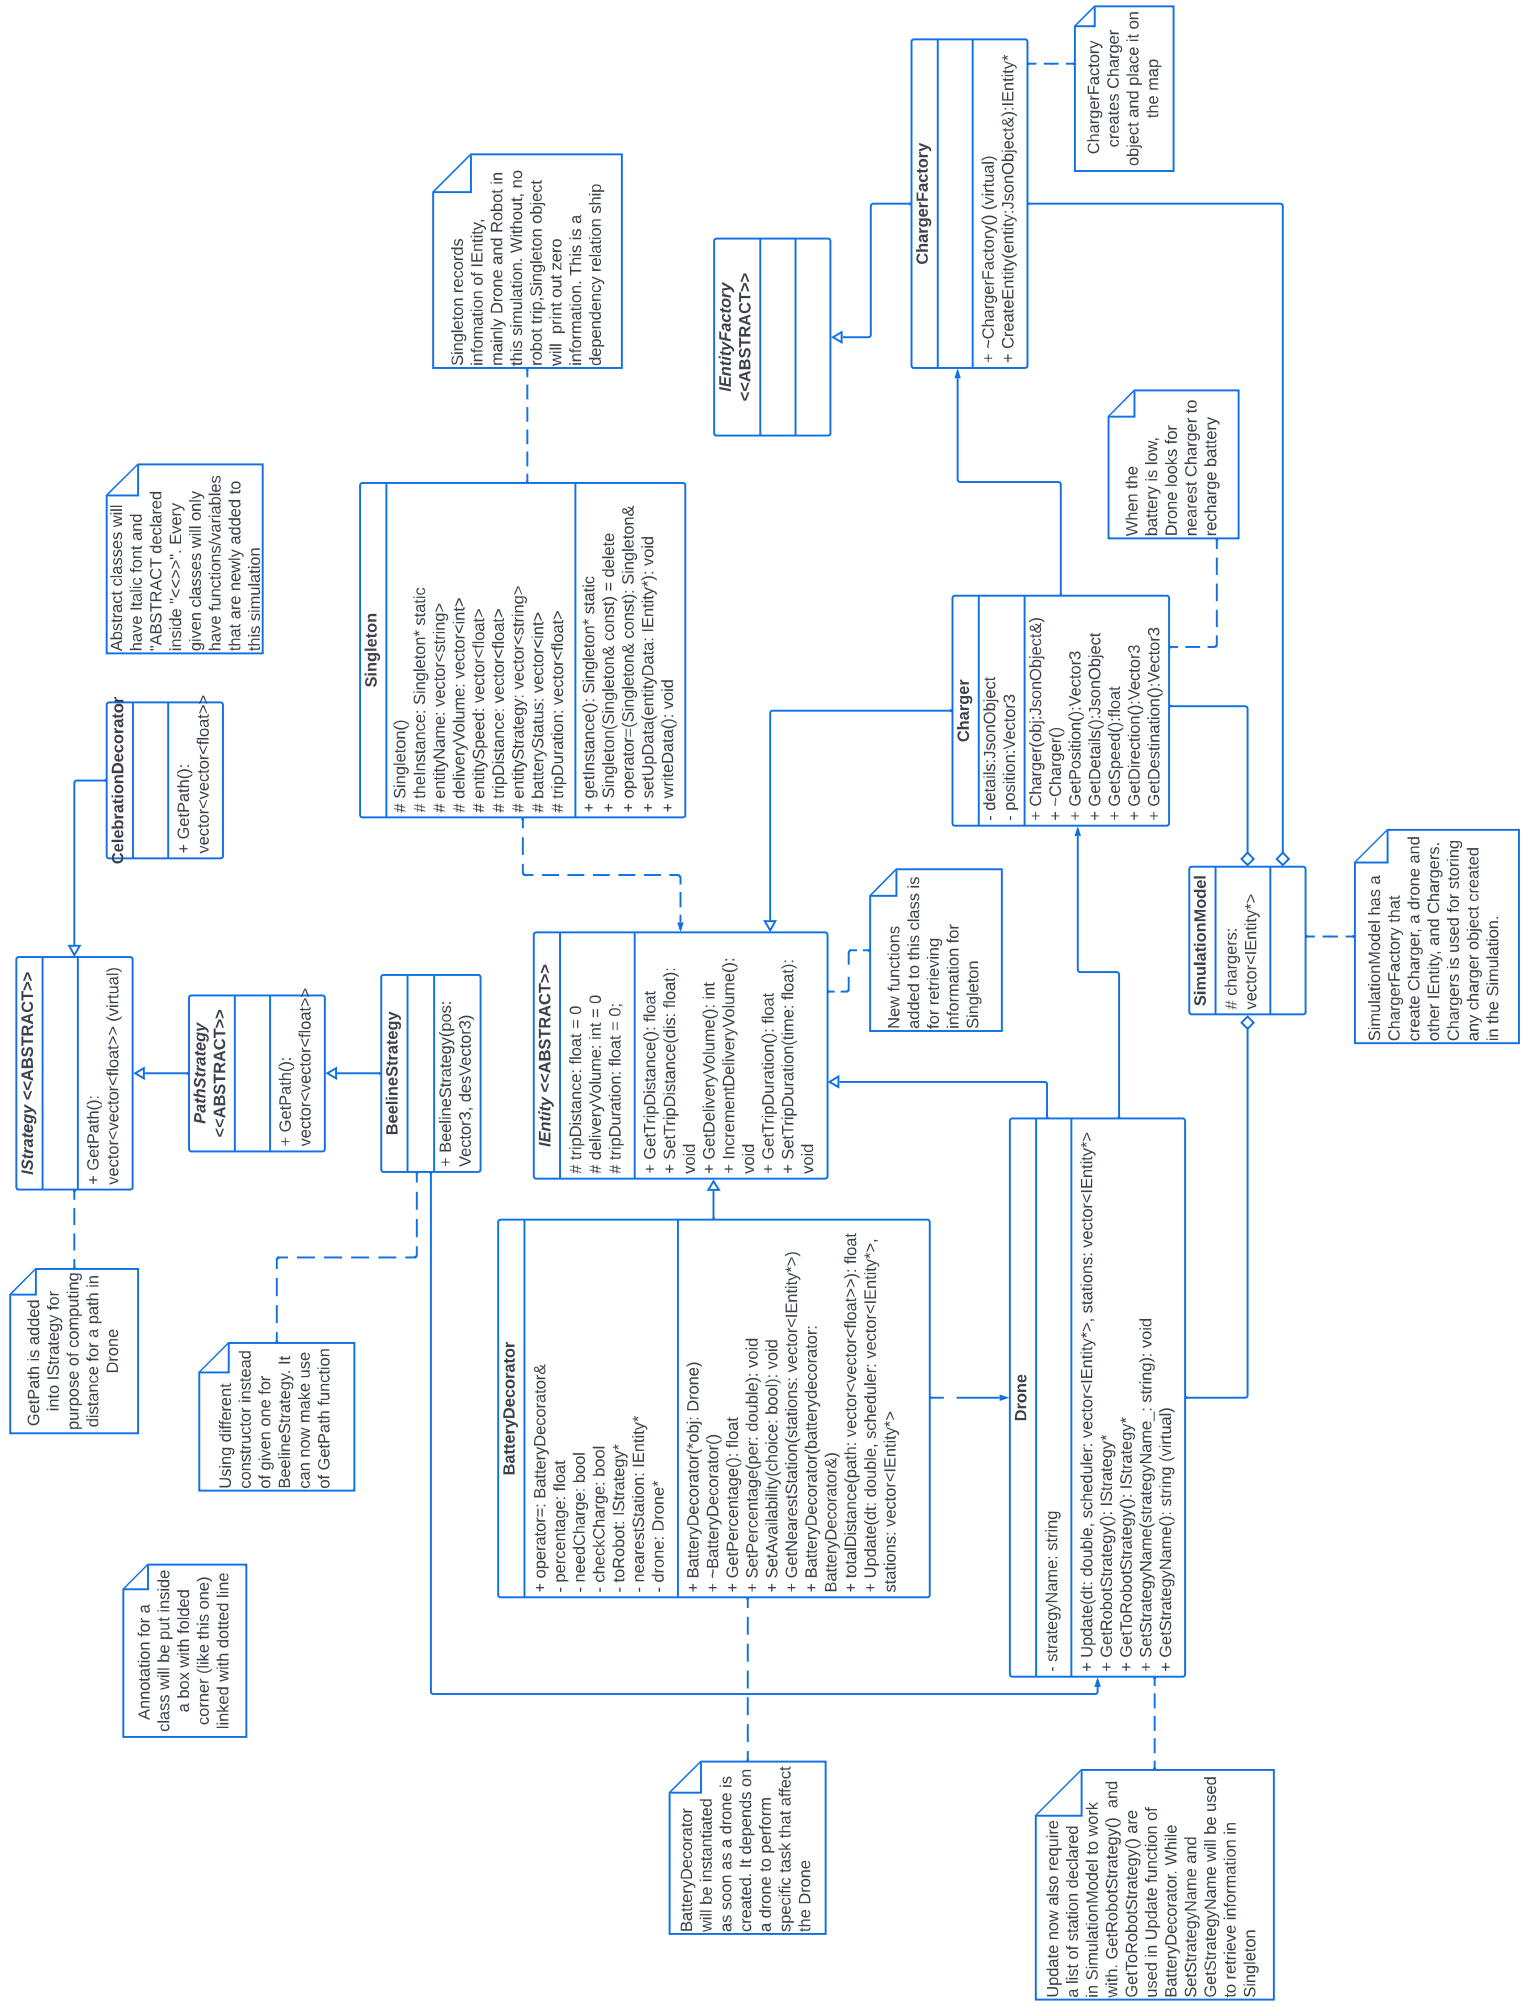 Annotation for a
class will be put inside
a box with folded
corner (like this one)
linked with dotted line
GetPath is added
into IStrategy for
purpose of computing
distance for a path in
Drone
IStrategy <<ABSTRACT>>
+ GetPath():
vector<vector<float>> (virtual)
CelebrationDecorator
+ GetPath():
vector<vector<float>>
Abstract classes will
have Italic font and
"ABSTRACT declared
inside "<<>>". Every
given classes will only
have functions/variables
that are newly added to
this simulation
Using different
constructor instead
of given one for
BeelineStrategy. It
can now make use
of GetPath function
PathStrategy
<<ABSTRACT>>
+ GetPath():
vector<vector<float>>
BeelineStrategy
+ BeelineStrategy(pos:
Vector3, desVector3)
Singleton
# Singleton()
# theInstance: Singleton* static
# entityName: vector<string>
# deliveryVolume: vector<int>
# entitySpeed: vector<float>
# tripDistance: vector<float>
# entityStrategy: vector<string>
# batteryStatus: vector<int>
# tripDuration: vector<float>
+ getInstance(): Singleton* static
+ Singleton(Singleton& const) = delete
+ operator=(Singleton& const): Singleton&
+ setUpData(entityData: IEntity*): void
+ writeData(): void
Singleton records
infomation of IEntity,
mainly Drone and Robot in
this simulation. Without, no
robot trip,Singleton object
will  print out zero
information. This is a
dependency relation ship
BatteryDecorator
+ operator=: BatteryDecorator&
- percentage: float
- needCharge: bool
- checkCharge: bool
- toRobot: IStrategy*
- nearestStation: IEntity*
- drone: Drone*
+ BatteryDecorator(*obj: Drone)
+ ~BatteryDecorator()
+ GetPercentage(): float
+ SetPercentage(per: double): void
+ SetAvailability(choice: bool): void
+ GetNearestStation(stations: vector<IEntity*>)
+ BatteryDecorator(batterydecorator:
BatteryDecorator&)
+ totalDistance(path: vector<vector<float>>): float
+ Update(dt: double, scheduler: vector<IEntity*>,
stations: vector<IEntity*>
IEntity <<ABSTRACT>>
# tripDistance: float = 0
# deliveryVolume: int = 0
# tripDuration: float = 0;
+ GetTripDistance(): float
+ SetTripDistance(dis: float):
void
+ GetDeliveryVolume(): int
+ IncrementDeliveryVolume():
void
+ GetTripDuration(): float
+ SetTripDuration(time: float):
void
BatteryDecorator
will be instantiated
as soon as a drone is
created. It depends on
a drone to perform
specific task that affect
the Drone
IEntityFactory
<<ABSTRACT>>
New functions
added to this class is
for retrieving
information for
Singleton
ChargerFactory
+ ~ChargerFactory() (virtual)
+ CreateEntity(entity:JsonObject&):IEntity*
Charger
- details:JsonObject
- position:Vector3
+ Charger(obj:JsonObject&)
+ ~Charger()
+ GetPosition():Vector3
+ GetDetails():JsonObject
+ GetSpeed():float
+ GetDirection():Vector3
+ GetDestination():Vector3
Drone
- strategyName: string
+ Update(dt: double, scheduler: vector<IEntity*>, stations: vector<IEntity*>
+ GetRobotStrategy(): IStrategy*
+ GetToRobotStrategy(): IStrategy*
+ SetStrategyName(strategyName_: string): void
+ GetStrategyName(): string (virtual)
Update now also require
a list of station declared
in SimulationModel to work
with. GetRobotStrategy()  and
GetToRobotStrategy() are
used in Update function of
BatteryDecorator. While
SetStrategyName and
GetStrategyName will be used
to retrieve information in
Singleton
ChargerFactory
creates Charger
object and place it on
the map
When the
battery is low,
Drone looks for
nearest Charger to
recharge battery
SimulationModel
# chargers:
vector<IEntity*>
SimulationModel has a
ChargerFactory that
create Charger, a drone and
other IEntity, and Chargers.
Chargers is used for storing
any charger object created
in the Simulation.